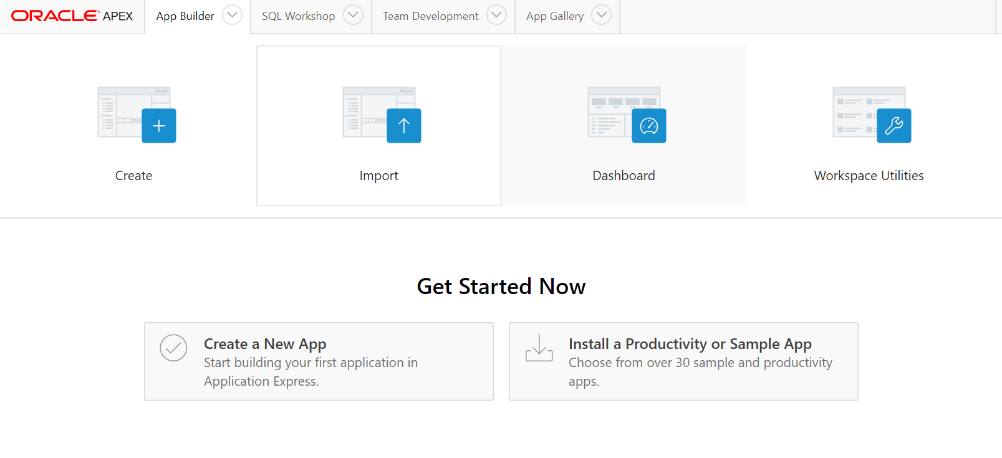 ORACLE APEX App Builder SQL Workshop Team Development App Gallery
Create Import Dashboard Workspace Utilities
Get Started Now
Create a New App
Start building your first application in
Application Express.
Install a Productivity or Sample App
Choose from over 30 sample and productivity
apps.